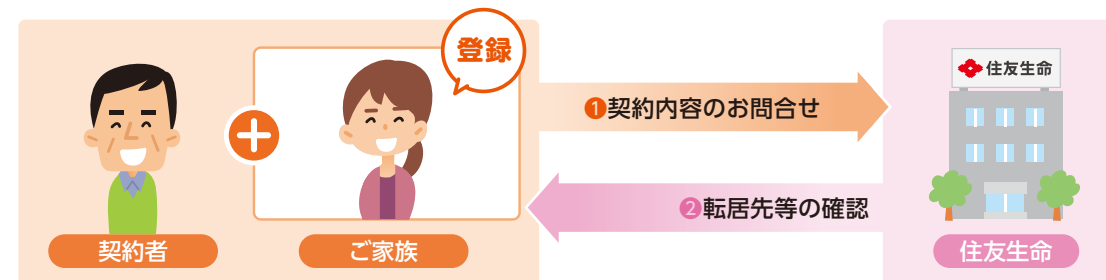 登録
❶契約内容のお問合せ
住友生命
❷転居先等の確認
契約者
ご家族
住友生命